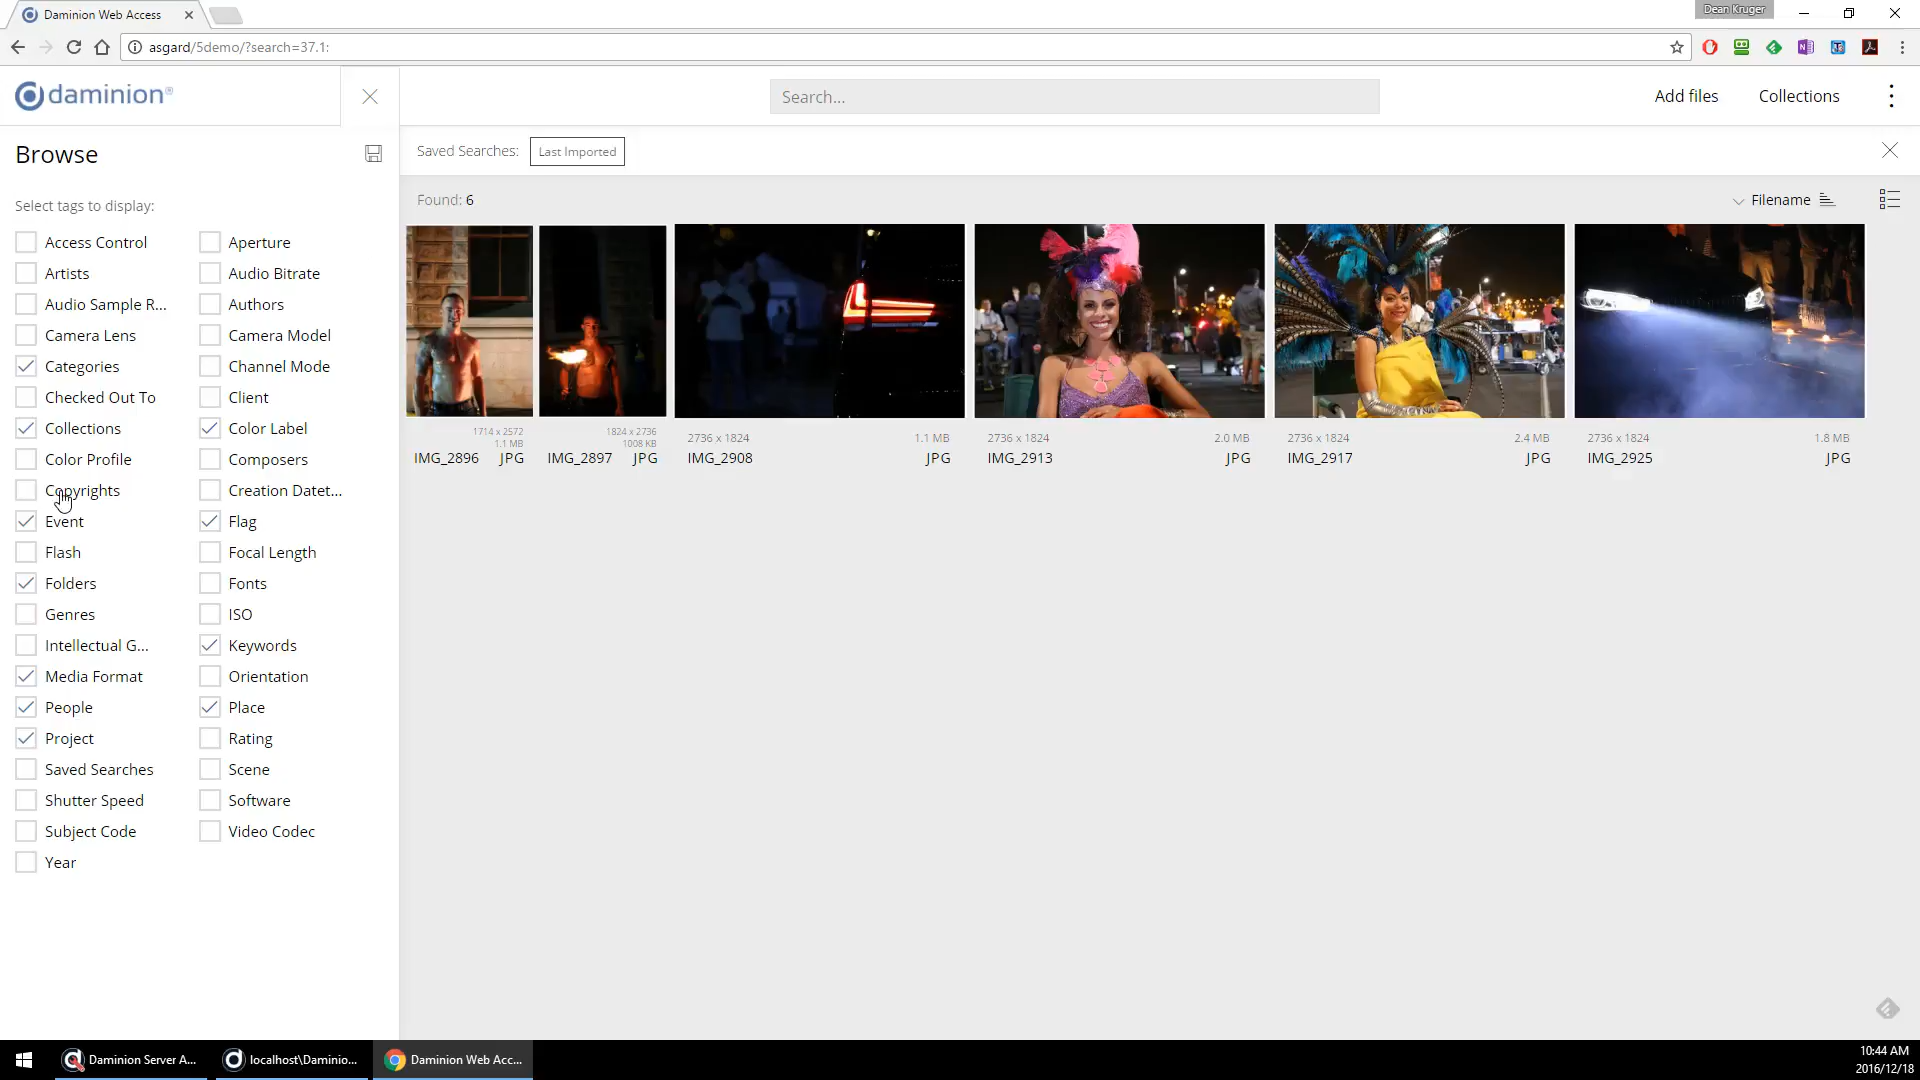 Daminion Web Access
Dean Kruger
asgard/5demo/?search=37.1:
daminion®
Search...
Add files
Collections
Browse
Saved Searches: Last Imported
Select tags to display:
Found: 6
Filename
Access Control
Aperture
Artists
Audio Bitrate
Audio Sample R...
Authors
Camera Lens
Camera Model
Categories
Channel Mode
Checked Out To
Client
Collections
Color Label
Color Profile
Composers
Copyrights
Creation Datet...
Event
Flag
Flash
Focal Length
Folders
Fonts
Genres
ISO
Intellectual G...
Keywords
Media Format
Orientation
People
Place
Project
Rating
Saved Searches
Scene
Shutter Speed
Software
Subject Code
Video Codec
Year
1714 x 2572
1.1 MB
IMG_2896 JPG
1824 x 2736
1008 KB
IMG_2897 JPG
2736 x 1824 1.1 MB
IMG_2908 JPG
2736 x 1824 2.0 MB
IMG_2913 JPG
2736 x 1824 2.4 MB
IMG_2917 JPG
2736 x 1824 1.8 MB
IMG_2925 JPG
Daminion Server A...
localhost\Daminio...
Daminion Web Acc...
10:44 AM
2016/12/18